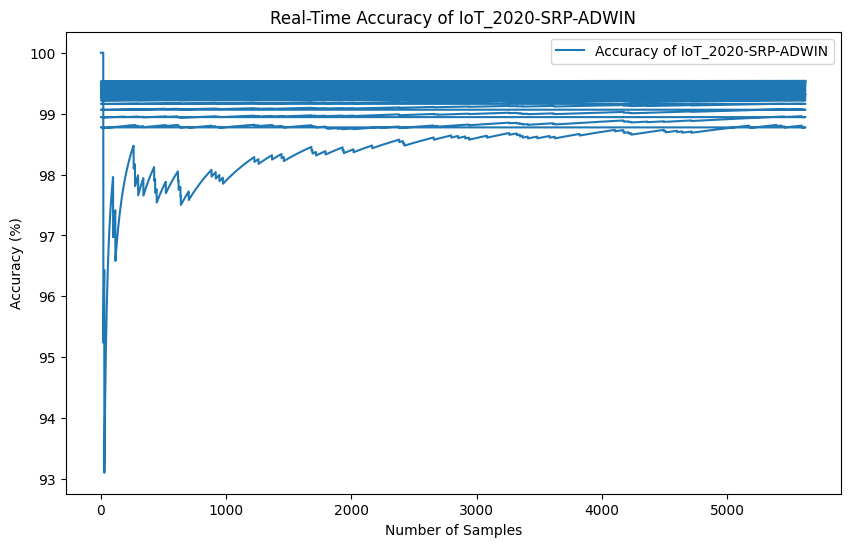 Real-Time Accuracy of IoT_2020-SRP-ADWIN
Accuracy of IoT_2020-SRP-ADWIN
100
99
98
97
96
95
94
93
Accuracy (%)
0 1000 2000 3000 4000 5000
Number of Samples